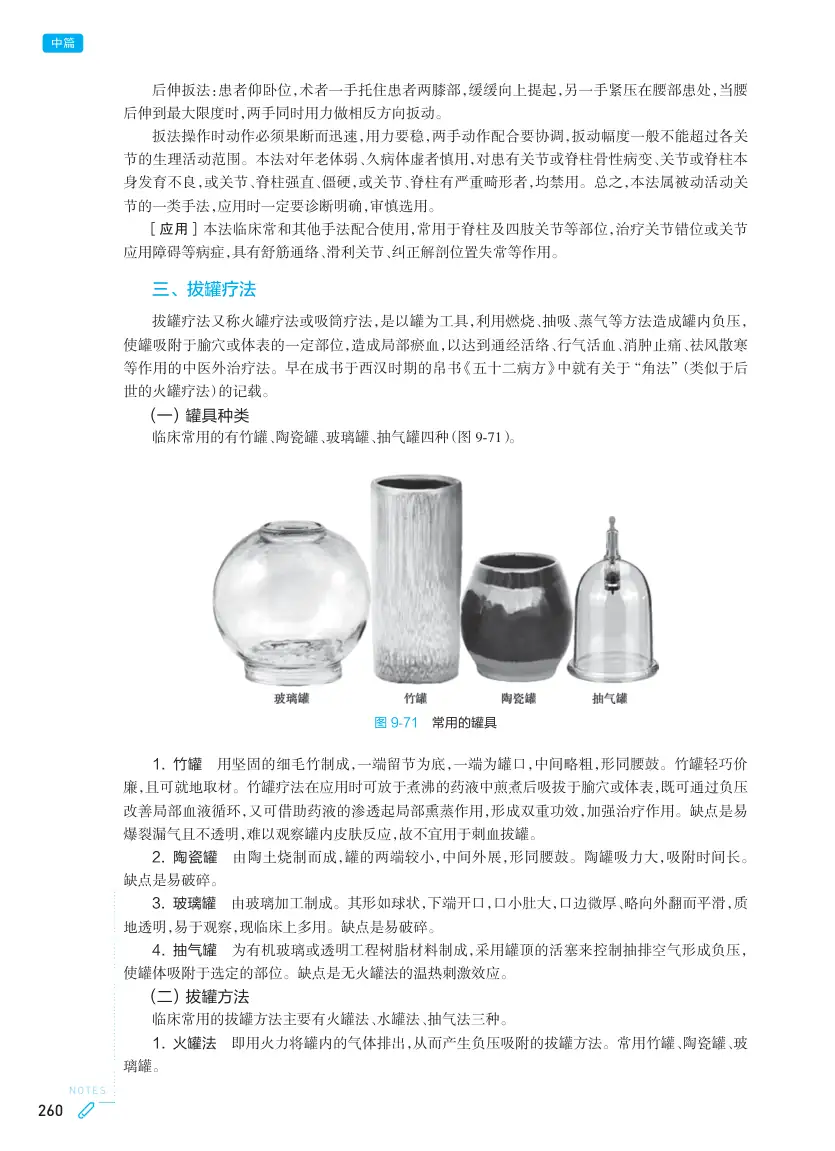 中篇
后伸扳法:患者仰卧位,术者一手托住患者两膝部,缓缓向上提起,另一手紧压在腰部患处,当腰
后伸到最大限度时,两手同时用力做相反方向扳动。
扳法操作时动作必须果断而迅速,用力要稳,两手动作配合要协调,扳动幅度一般不能超过各关
节的生理活动范围。本法对年老体弱、久病体虚者慎用,对患有关节或脊柱骨性病变、关节或脊柱本
身发育不良,或关节、脊柱强直、僵硬,或关节、脊柱有严重畸形者,均禁用。总之,本法属被动活动关
节的一类手法,应用时一定要诊断明确,审慎选用。
[应用] 本法临床常和其他手法配合使用,常用于脊柱及四肢关节等部位,治疗关节错位或关节
应用障碍等病症,具有舒筋通络、滑利关节、纠正解剖位置失常等作用。
三、拔罐疗法
拔罐疗法又称火罐疗法或吸筒疗法,是以罐为工具,利用燃烧、抽吸、蒸气等方法造成罐内负压,
使罐吸附于腧穴或体表的一定部位,造成局部瘀血,以达到通经活络、行气活血、消肿止痛、祛风散寒
等作用的中医外治疗法。早在成书于西汉时期的帛书《五十二病方》中就有关于“角法”(类似于后
世的火罐疗法)的记载。
(一)罐具种类
临床常用的有竹罐、陶瓷罐、玻璃罐、抽气罐四种(图 9-71)。
玻璃罐 竹罐 陶瓷罐 抽气罐
图 9-71 常用的罐具
1. 竹罐 用坚固的细毛竹制成,一端留节为底,一端为罐口,中间略粗,形同腰鼓。竹罐轻巧价
廉,且可就地取材。竹罐疗法在应用时可放于煮沸的药液中煎煮后吸拔于腧穴或体表,既可通过负压
改善局部血液循环,又可借助药液的渗透起局部熏蒸作用,形成双重功效,加强治疗作用。缺点是易
爆裂漏气且不透明,难以观察罐内皮肤反应,故不宜用于刺血拔罐。
2. 陶瓷罐 由陶土烧制而成,罐的两端较小,中间外展,形同腰鼓。陶罐吸力大,吸附时间长。
缺点是易破碎。
3. 玻璃罐 由玻璃加工制成。其形如球状,下端开口,口小肚大,口边微厚、略向外翻而平滑,质
地透明,易于观察,现临床上多用。缺点是易破碎。
4. 抽气罐 为有机玻璃或透明工程树脂材料制成,采用罐顶的活塞来控制抽排空气形成负压,
使罐体吸附于选定的部位。缺点是无火罐法的温热刺激效应。
(二)拔罐方法
临床常用的拔罐方法主要有火罐法、水罐法、抽气法三种。
1. 火罐法 即用火力将罐内的气体排出,从而产生负压吸附的拔罐方法。常用竹罐、陶瓷罐、玻
璃罐。
NOTES
260